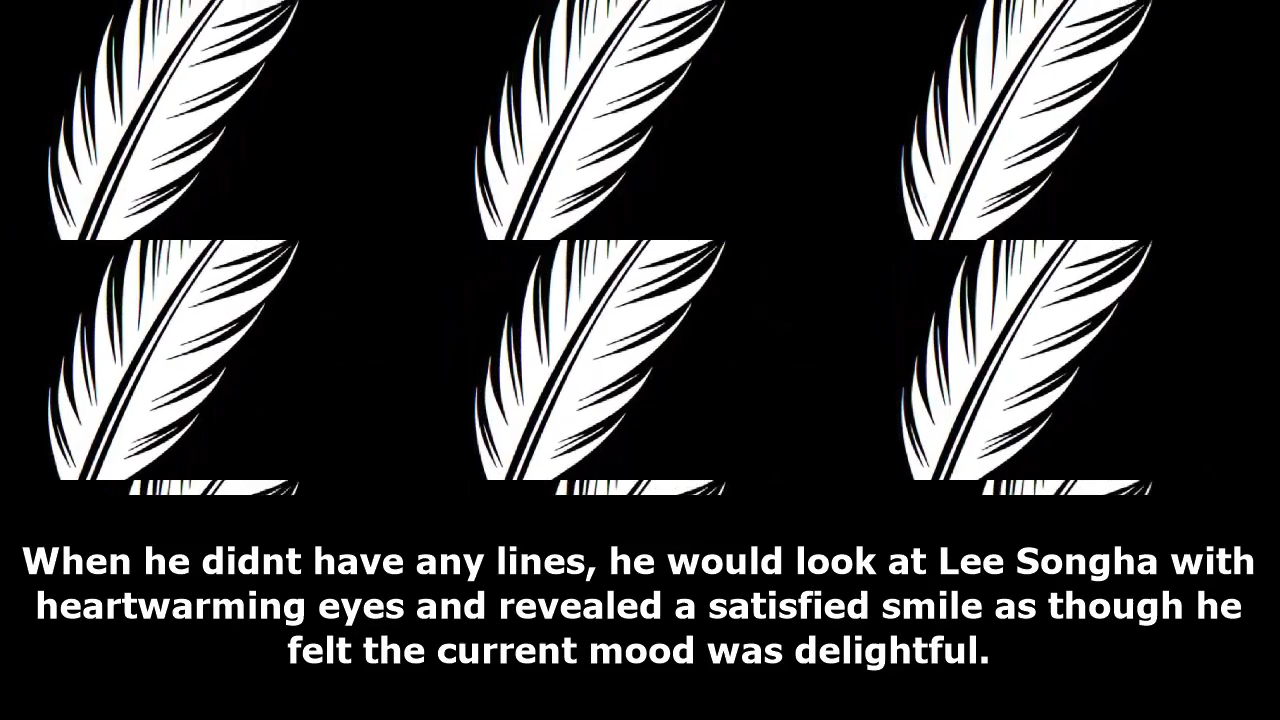 When he didnt have any lines, he would look at Lee Songha with
heartwarming eyes and revealed a satisfied smile as though he
felt the current mood was delightful.